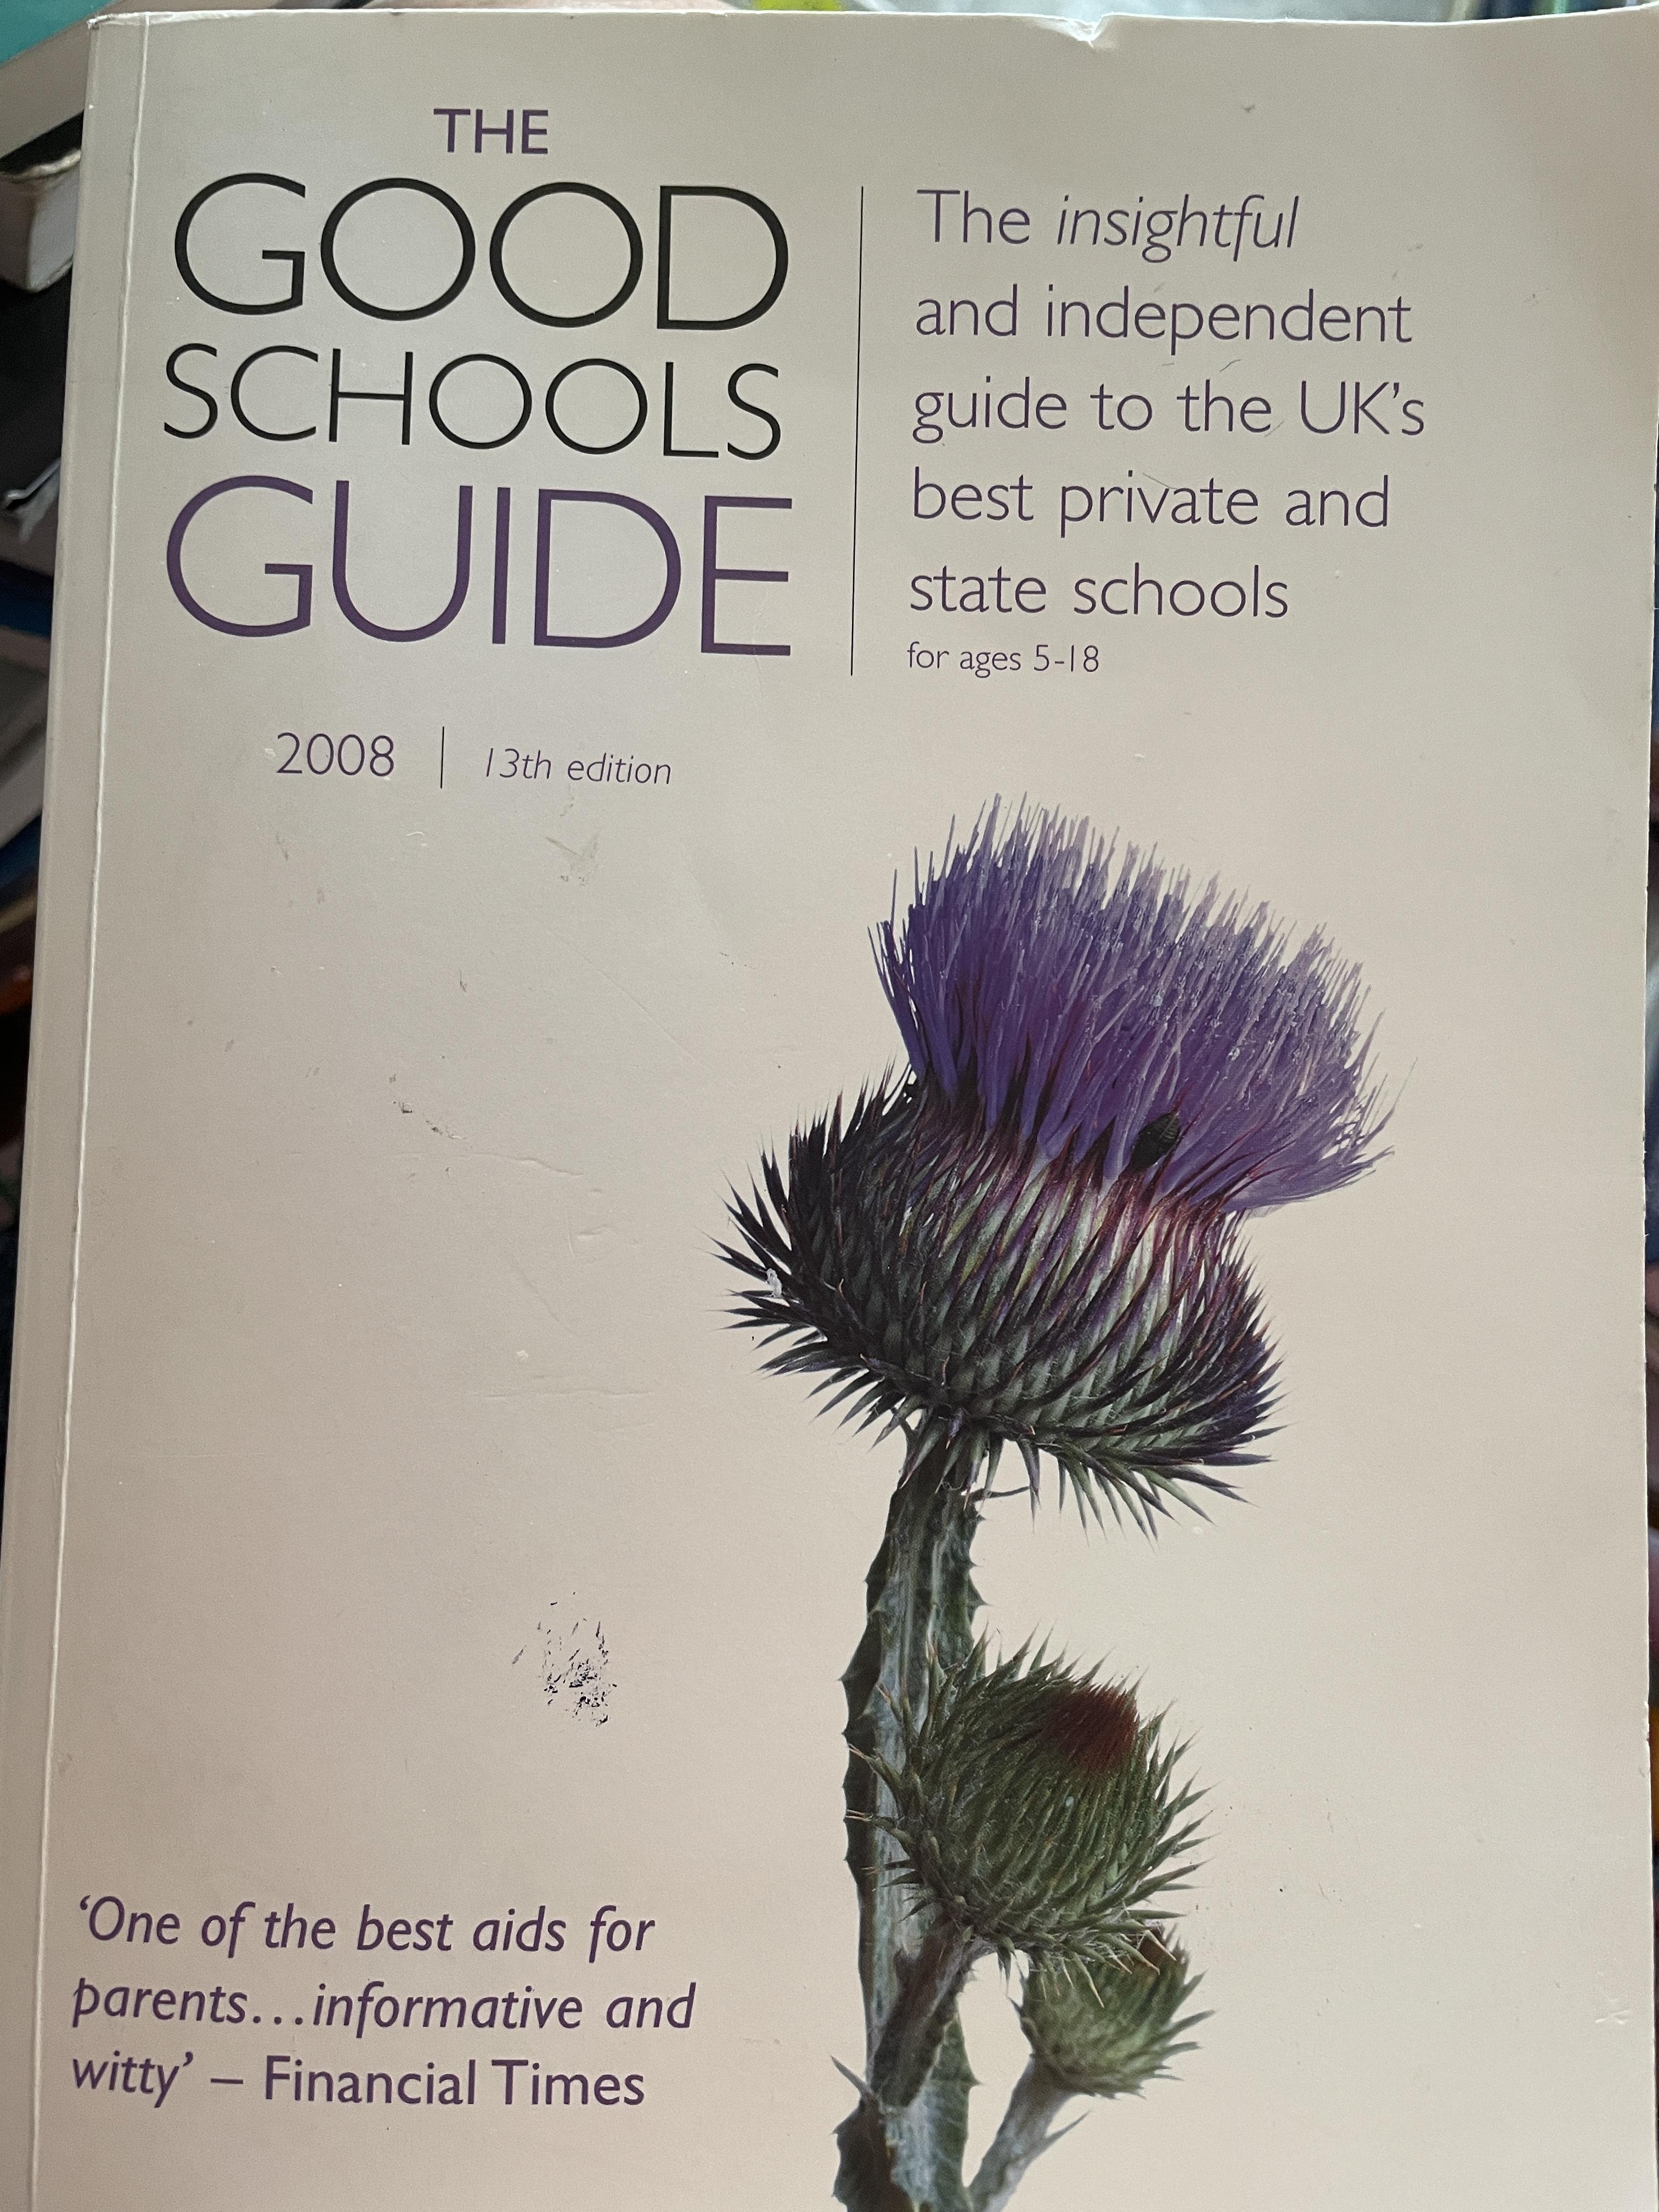 THE
GOOD
SCHOOLS
GUIDE
2008 | 13th edition
The insightful
and independent
guide to the UK's
best private and
state schools
for ages 5-18
‘One of the best aids for
parents...informative and
witty’ – Financial Times